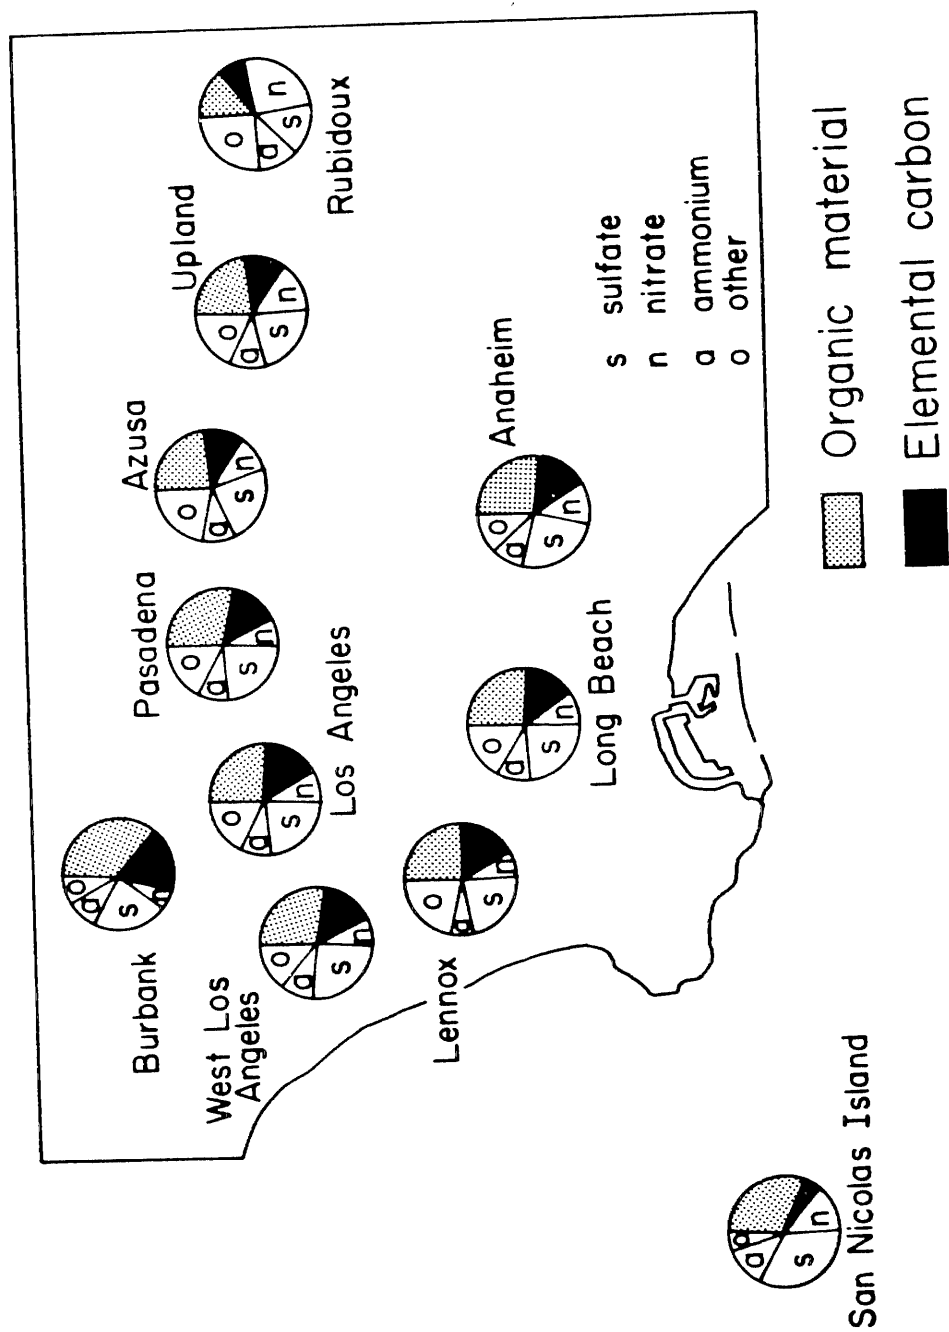 Burbank
o
a
s
n
Pasadena
o
a
s
n
Azusa
o
a
s
n
Upland
o
a
s
n
Rubidoux
o
a
s
n
West Los
Angeles
o
a
s
n
Los Angeles
o
a
s
n
Lennox
o
a
s
n
Long Beach
o
a
s
n
Anaheim
o
a
s
n
s sulfate
n nitrate
a ammonium
o other
San Nicolas Island
o
a
s
n
Organic material
Elemental carbon